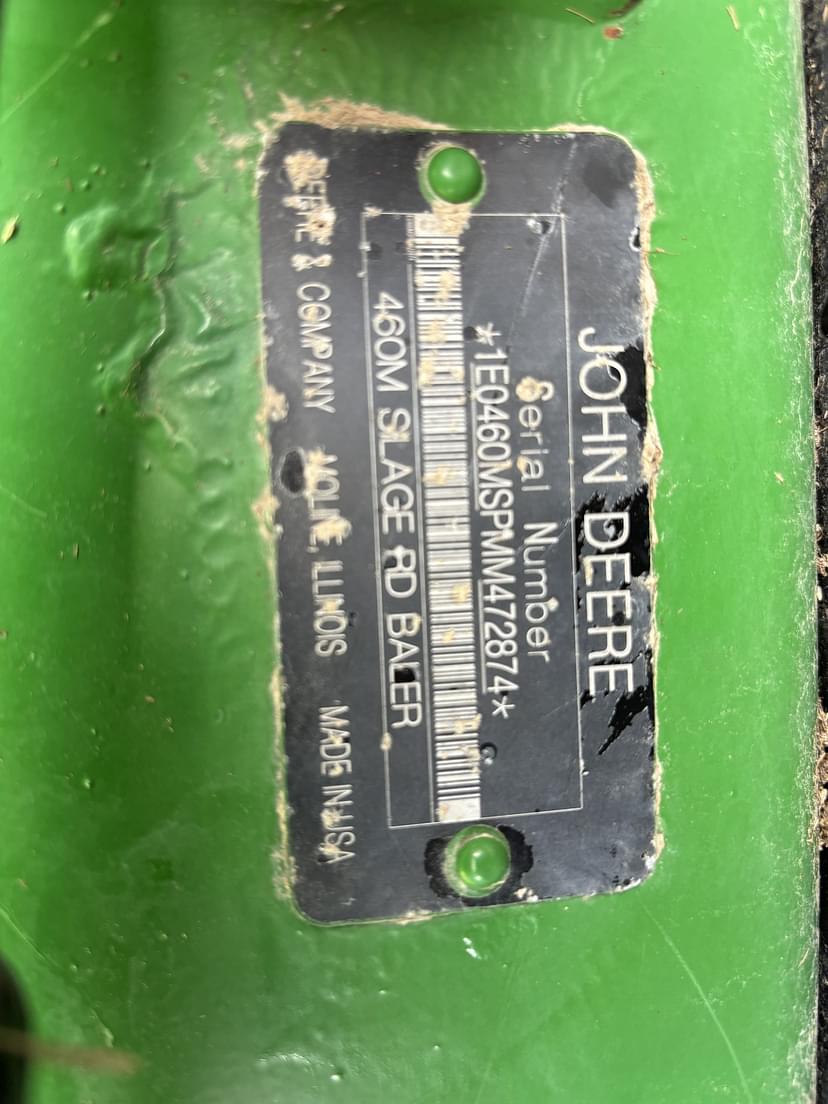 JOHN DEERE
Serial Number
*1E0460MSPMM472874*
460M SILAGE RD BALER
DEERE & COMPANY MOLINE, ILLINOIS MADE IN USA